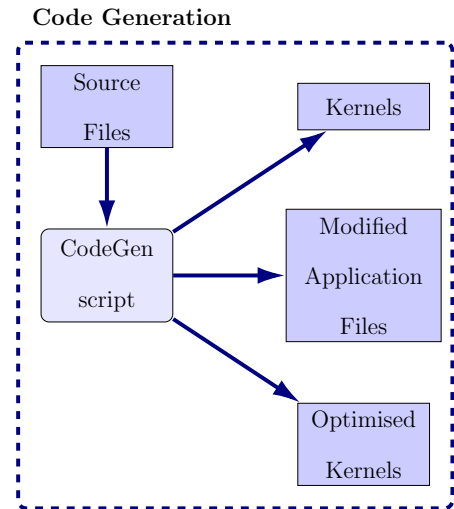 Code Generation
Source
Files
Kernels
CodeGen
script
Modified
Application
Files
Optimised
Kernels